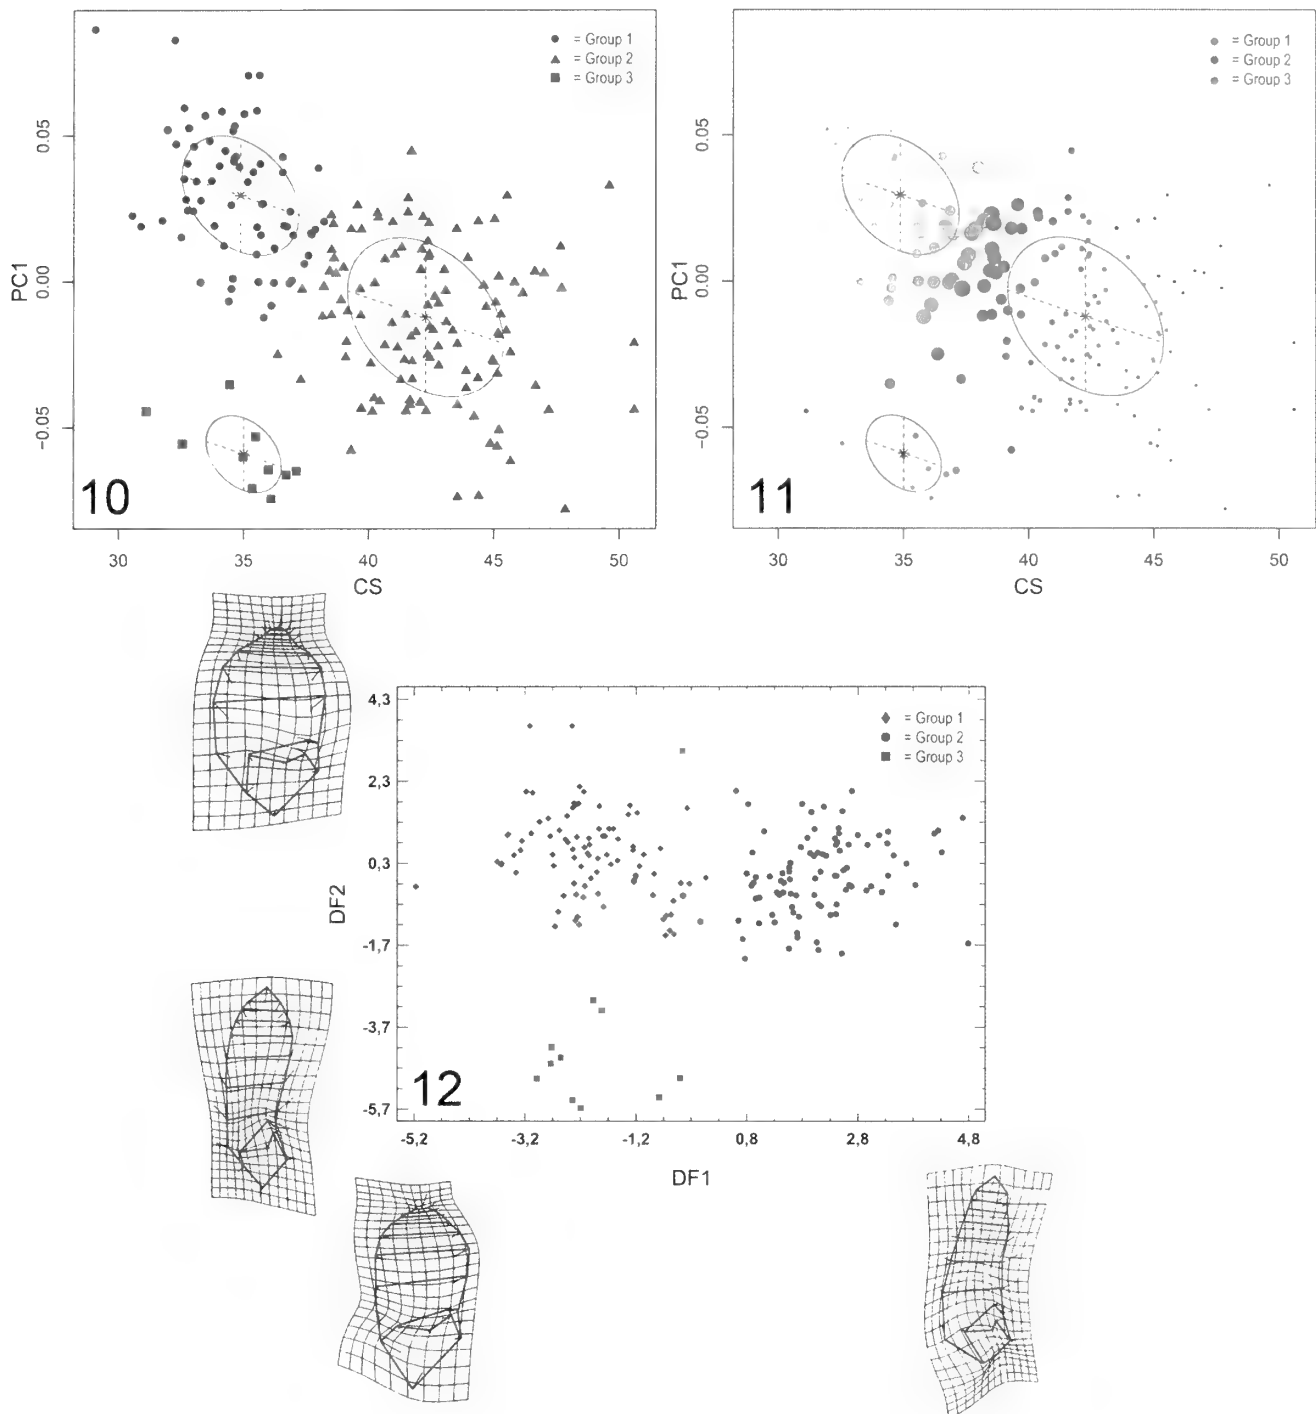 = Group 1
= Group 2
= Group 3
0.05
0.00
−0.05
PC1
10
30
35
40
45
50
CS
= Group 1
= Group 2
= Group 3
0.05
0.00
−0.05
PC1
11
30
35
40
45
50
CS
= Group 1
= Group 2
= Group 3
4,3
2,3
0,3
-1,7
-3,7
-5,7
DF2
12
-5,2
-3,2
-1,2
0,8
2,8
4,8
DF1